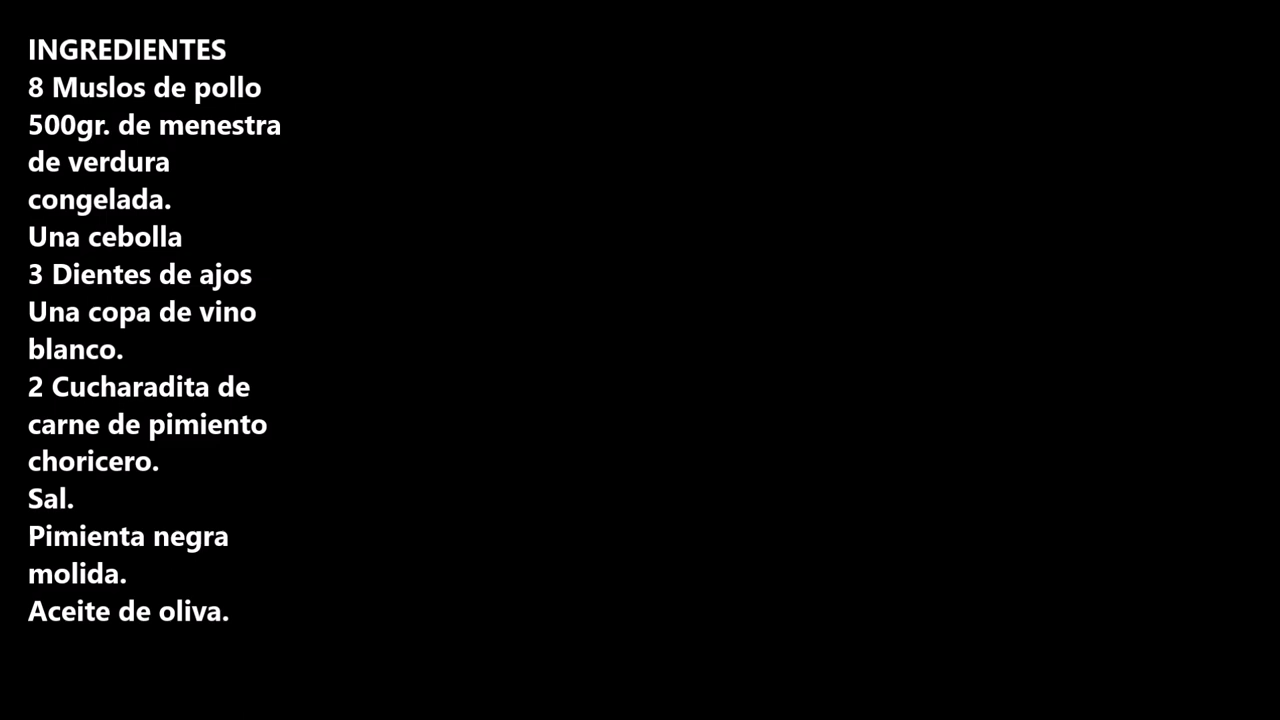 INGREDIENTES
8 Muslos de pollo
500gr. de menestra
de verdura
congelada.
Una cebolla
3 Dientes de ajos
Una copa de vino
blanco.
2 Cucharadita de
carne de pimiento
choricero.
Sal.
Pimienta negra
molida.
Aceite de oliva.